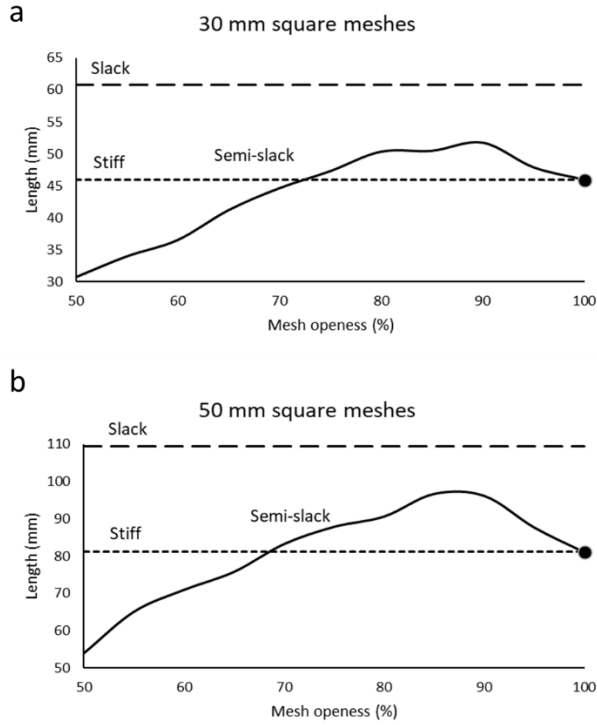 a
30 mm square meshes
65
Slack
60
55
Stiff
Semi-slack
50
45
40
35
30
Length (mm)
50 60 70 80 90 100
Mesh openess (%)
b
50 mm square meshes
110
Slack
100
90
Semi-slack
Stiff
80
70
60
50
Length (mm)
50 60 70 80 90 100
Mesh openess (%)